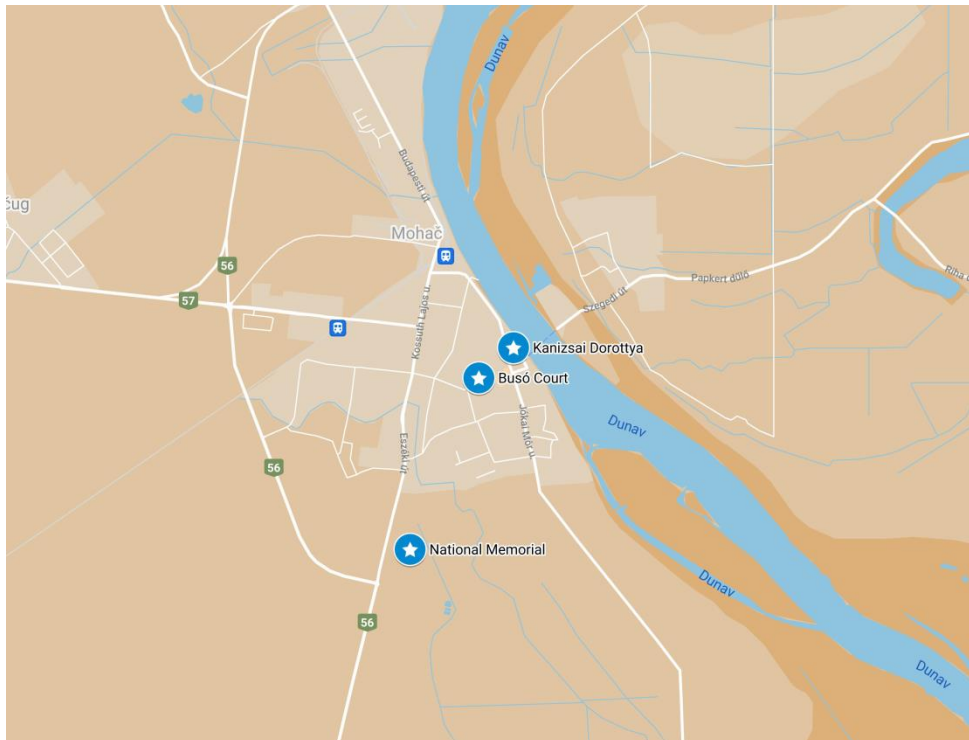 Dunav
Budapesti út
čug
Mohač
56
57
Kossuth Lajos u.
Papkert dűlő
Szegedi út
Kanizsai Dorottya
Busó Court
Jókai Mór u.
Dunav
Eszéki út
56
National Memorial
Dunav
56
Dunav